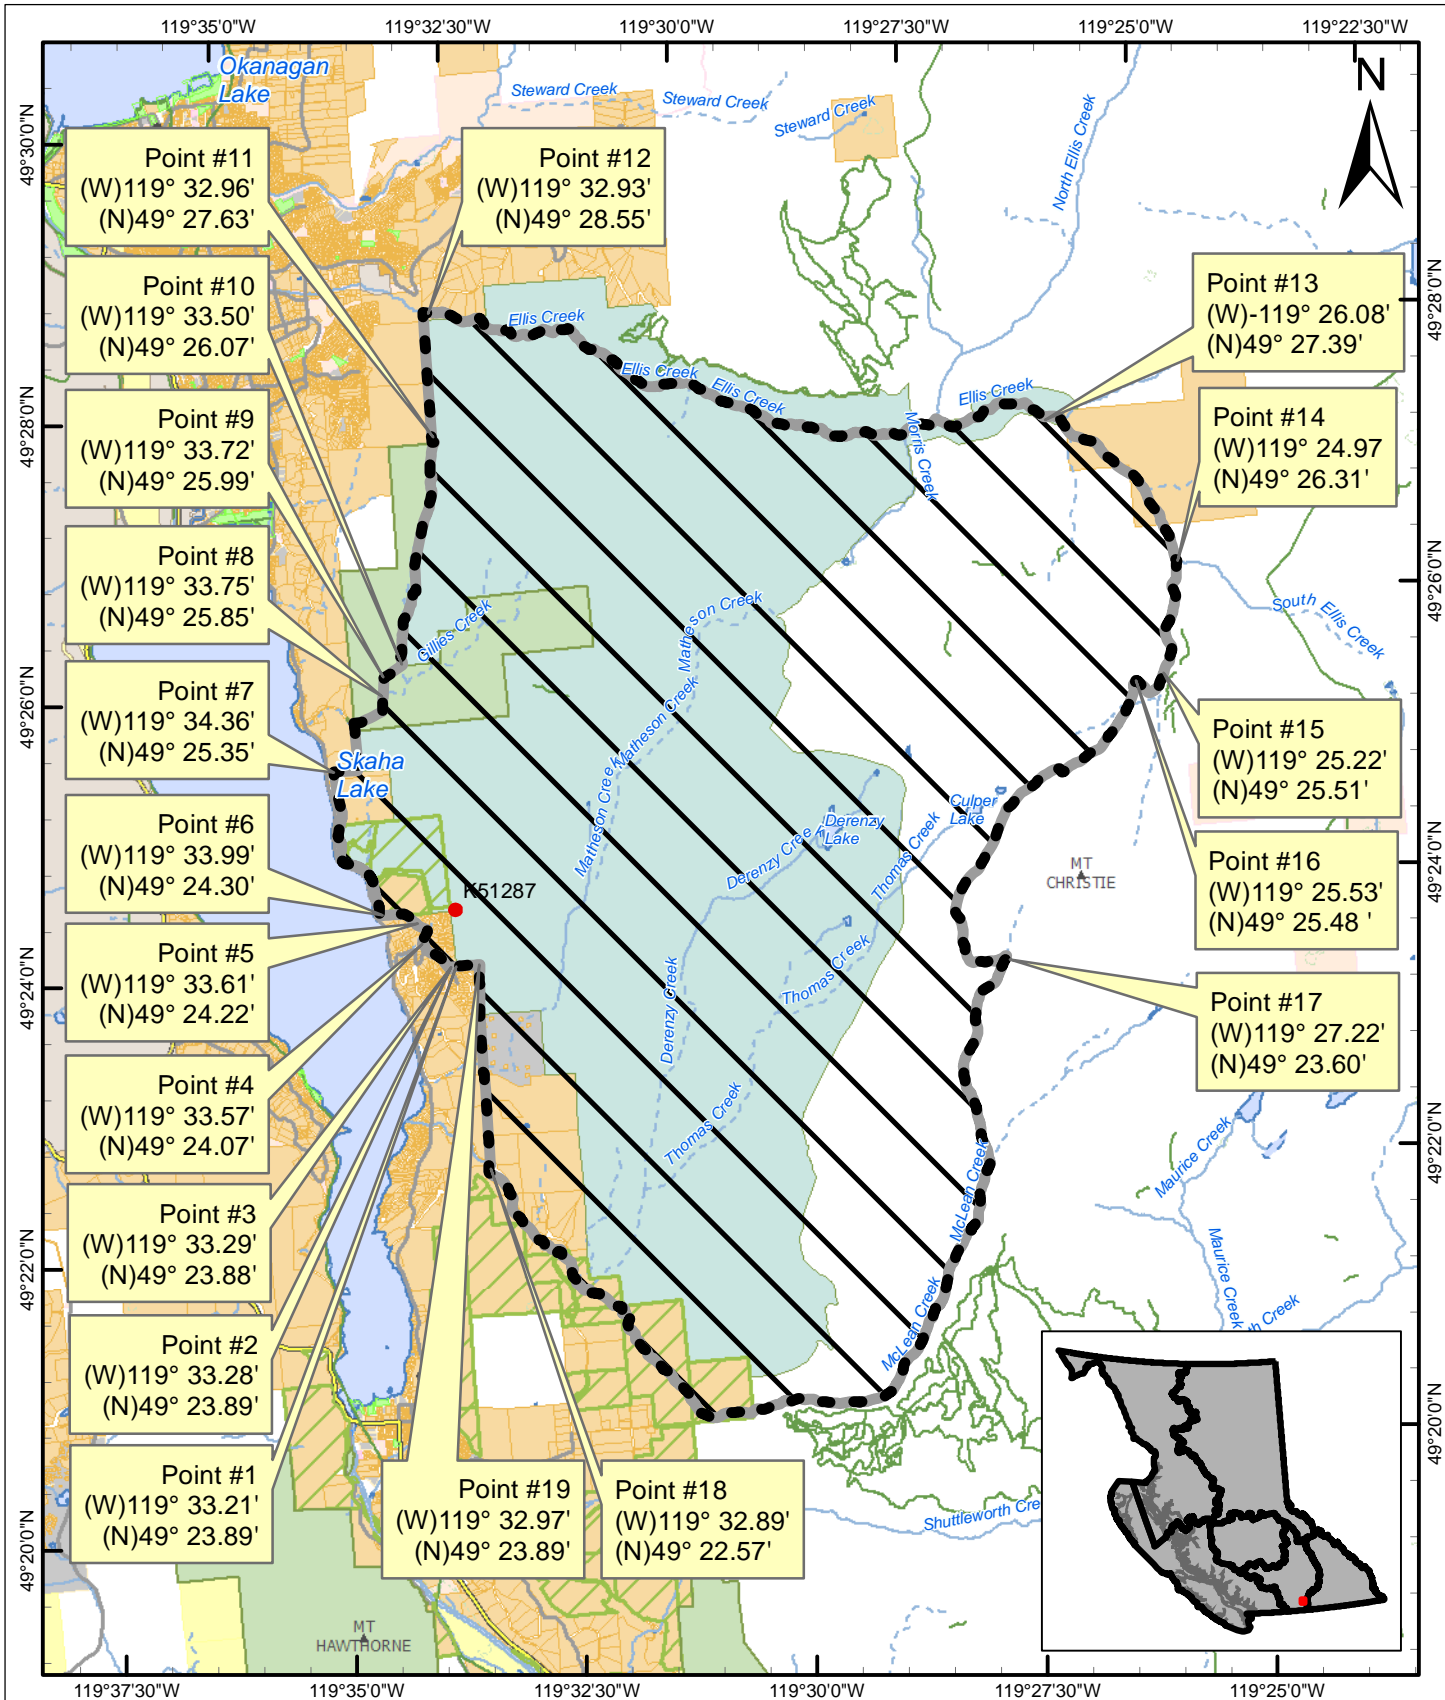 119°35'0"W
119°32'30"W
119°30'0"W
119°27'30"W
119°25'0"W
119°22'30"W
N
Okanagan
Lake
Steward Creek
Steward Creek
Steward Creek
North Ellis Creek
49°30'0"N
49°28'0"N
49°26'0"N
49°24'0"N
49°22'0"N
49°20'0"N
Point #11
(W)119° 32.96'
(N)49° 27.63'
Point #12
(W)119° 32.93'
(N)49° 28.55'
Point #10
(W)119° 33.50'
(N)49° 26.07'
Point #13
(W)-119° 26.08'
(N)49° 27.39'
Point #9
(W)119° 33.72'
(N)49° 25.99'
Point #14
(W)119° 24.97
(N)49° 26.31'
Point #8
(W)119° 33.75'
(N)49° 25.85'
Point #7
(W)119° 34.36'
(N)49° 25.35'
Point #15
(W)119° 25.22'
(N)49° 25.51'
Point #6
(W)119° 33.99'
(N)49° 24.30'
Point #16
(W)119° 25.53'
(N)49° 25.48 '
Point #5
(W)119° 33.61'
(N)49° 24.22'
Point #17
(W)119° 27.22'
(N)49° 23.60'
Point #4
(W)119° 33.57'
(N)49° 24.07'
Point #3
(W)119° 33.29'
(N)49° 23.88'
Point #2
(W)119° 33.28'
(N)49° 23.89'
Point #1
(W)119° 33.21'
(N)49° 23.89'
Point #19
(W)119° 32.97'
(N)49° 23.89'
Point #18
(W)119° 32.89'
(N)49° 22.57'
Ellis Creek
Ellis Creek
Ellis Creek
Ellis Creek
Morris Creek
Gillies Creek
Matheson Creek
Matheson Creek
Matheson Creek
Matheson Creek
South Ellis Creek
Skaha
Lake
K51287
Derenzy Creek
Derenzy
Lake
Culper
Lake
Thomas Creek
MT
CHRISTIE
Derenzy Creek
Thomas Creek
Thomas Creek
McLean Creek
McLean Creek
Maurice Creek
Maurice Creek
th Creek
Shuttleworth Cre
MT
HAWTHORNE
49°28'0"N
49°26'0"N
49°24'0"N
49°22'0"N
49°20'0"N
119°37'30"W
119°35'0"W
119°32'30"W
119°30'0"W
119°27'30"W
119°25'0"W